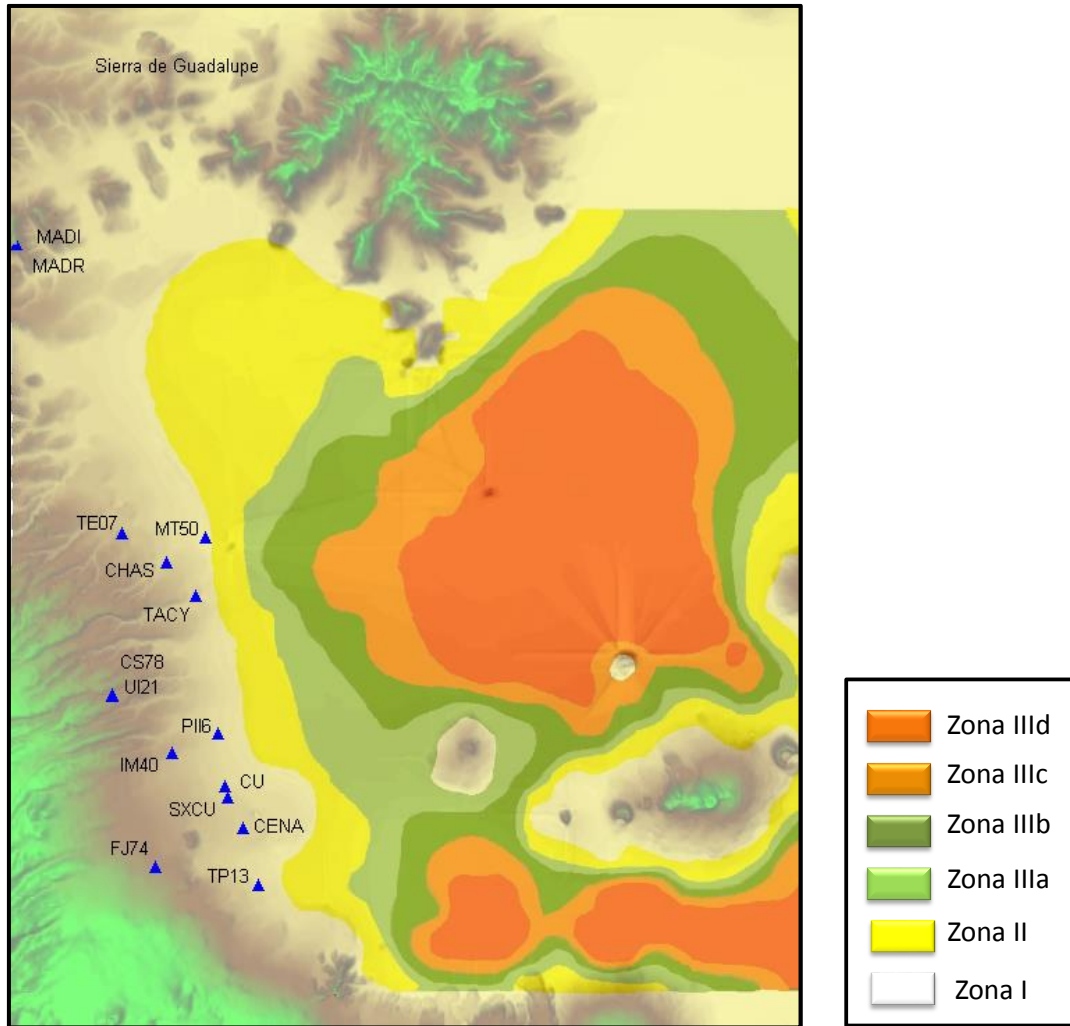 Sierra de Guadalupe
MADI
MADR
TE07
MT50
CHAS
TACY
CS78
UI21
PII6
IM40
CU
SXCU
CENA
FJ74
TP13
Zona IIId
Zona IIIc
Zona IIIb
Zona IIIa
Zona II
Zona I